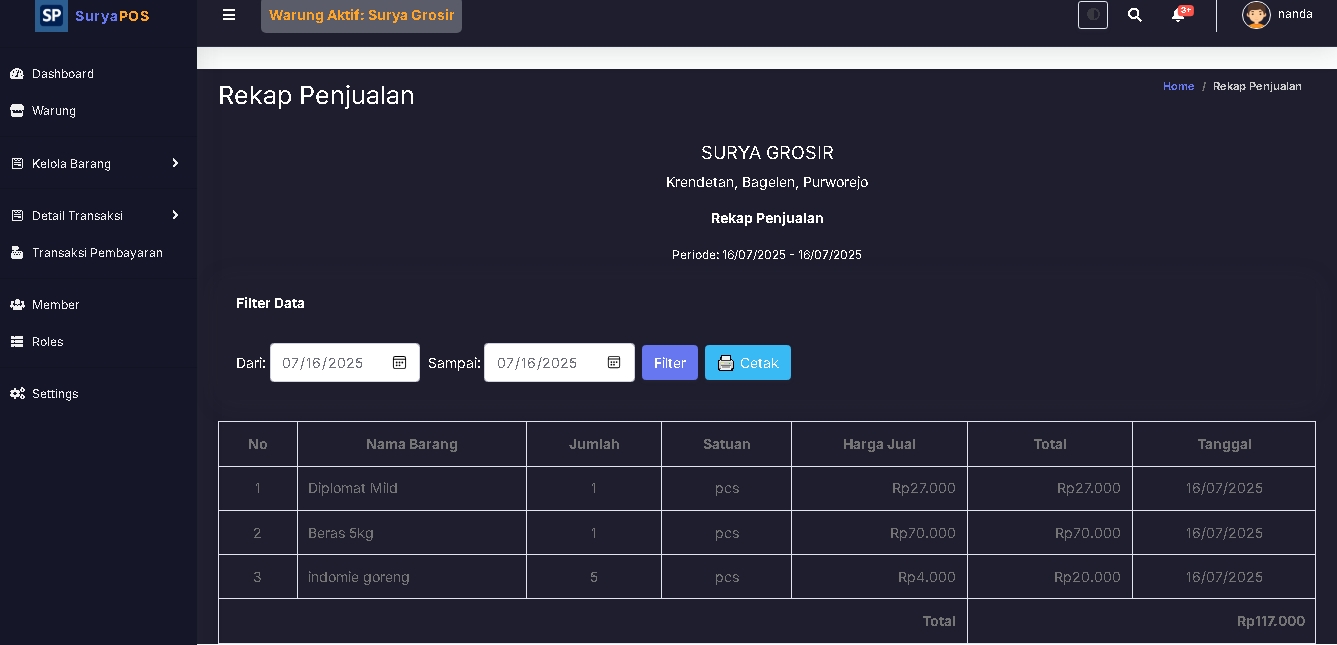 SP SuryaPOS
Warung Aktif: Surya Grosir
3+
nanda
Dashboard
Warung
Kelola Barang
Detail Transaksi
Transaksi Pembayaran
Member
Roles
Settings
Rekap Penjualan
Home / Rekap Penjualan
SURYA GROSIR
Krendetan, Bagelen, Purworejo
Rekap Penjualan
Periode: 16/07/2025 - 16/07/2025
Filter Data
Dari: 07/16/2025 Sampai: 07/16/2025 Filter Cetak
No Nama Barang Jumlah Satuan Harga Jual Total Tanggal
1 Diplomat Mild 1 pcs Rp27.000 Rp27.000 16/07/2025
2 Beras 5kg 1 pcs Rp70.000 Rp70.000 16/07/2025
3 indomie goreng 5 pcs Rp4.000 Rp20.000 16/07/2025
Total Rp117.000